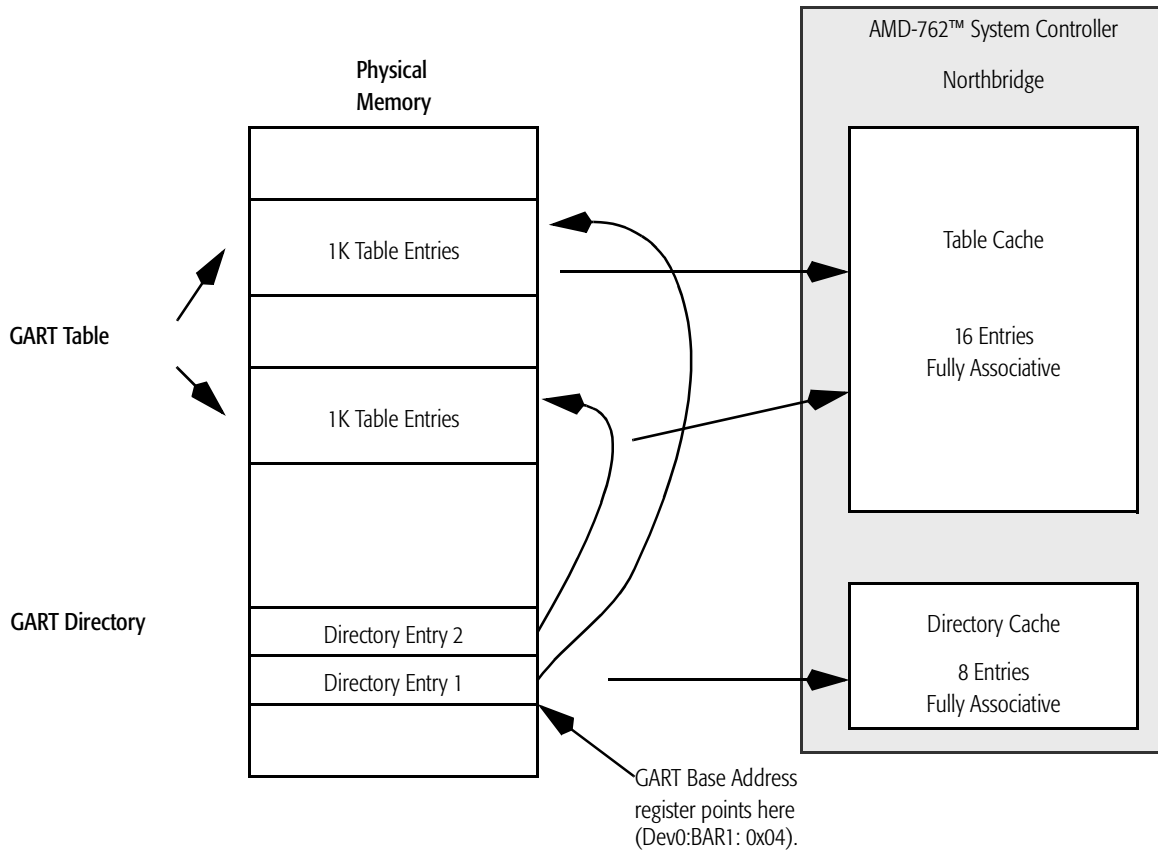 AMD-762™ System Controller
Northbridge
Physical
Memory
1K Table Entries
Table Cache
GART Table
16 Entries
Fully Associative
1K Table Entries
GART Directory
Directory Entry 2
Directory Cache
Directory Entry 1
8 Entries
Fully Associative
GART Base Address
register points here
(Dev0:BAR1: 0x04).